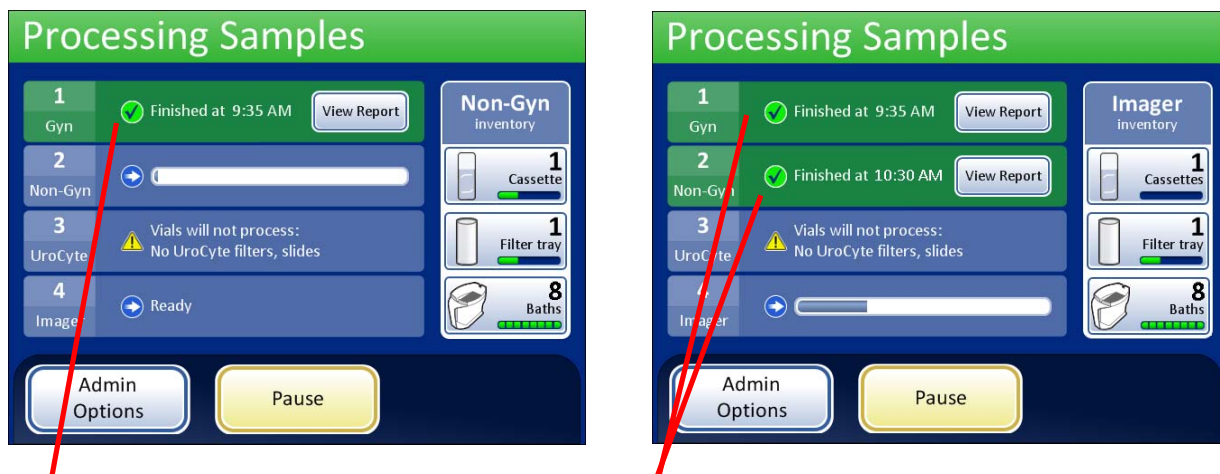 Processing Samples
1
Gyn
Finished at 9:35 AM
View Report
2
Non-Gyn
3
UroCyte
Vials will not process:
No UroCyte filters, slides
4
Imager
Ready
Non-Gyn
inventory
1
Cassette
1
Filter tray
8
Baths
Admin
Options
Pause
Processing Samples
1
Gyn
Finished at 9:35 AM
View Report
2
Non-Gyn
Finished at 10:30 AM
View Report
3
UroCyte
Vials will not process:
No UroCyte filters, slides
4
Imager
Imager
inventory
1
Cassettes
1
Filter tray
8
Baths
Admin
Options
Pause